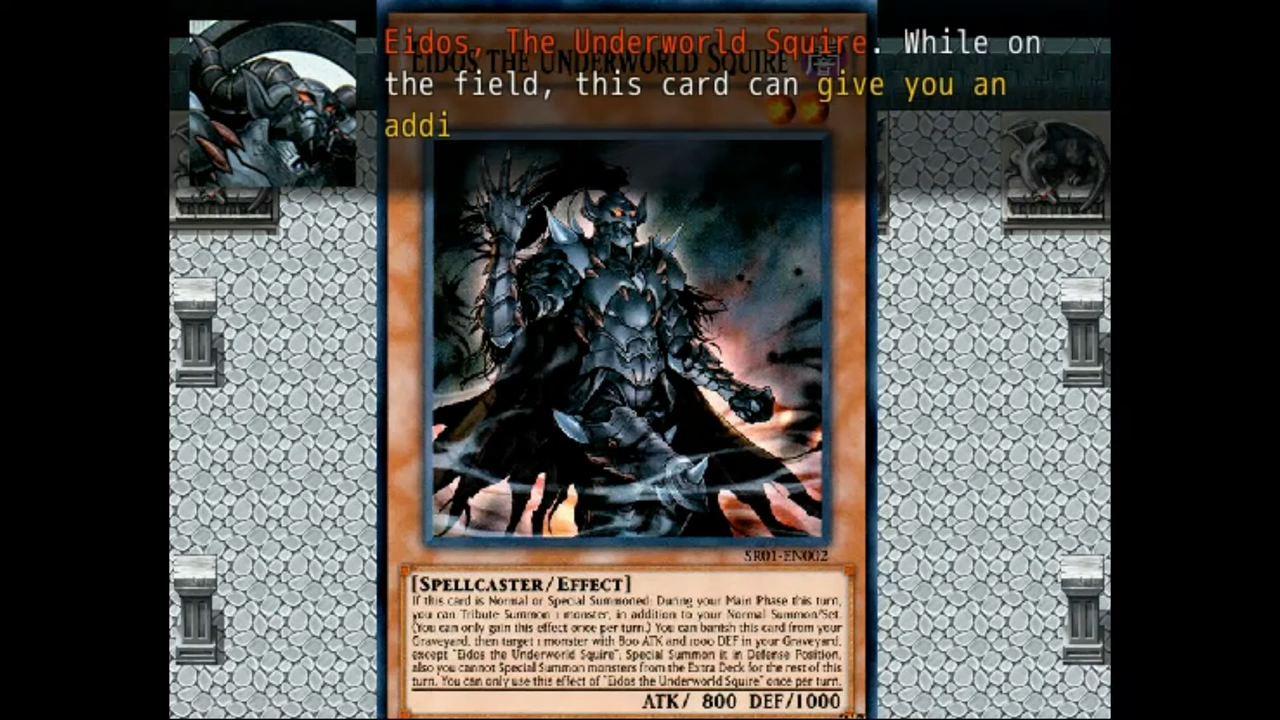 Eidos, The Underworld Squire. While on
the field, this card can give you an
addi
EIDOS THE UNDERWORLD SQUIRE 闇
SR01-EN002
[SPELLCASTER/EFFECT]
If this card is Normal or Special Summoned: During your Main Phase this turn,
you can Tribute Summon 1 monster, in addition to your Normal Summon/Set.
(You can only gain this effect once per turn.) You can banish this card from your
Graveyard, then target 1 monster with 800 ATK and 1000 DEF in your Graveyard,
except "Eidos the Underworld Squire"; Special Summon it in Defense Position,
also you cannot Special Summon monsters from the Extra Deck for the rest of this
turn. You can only use this effect of "Eidos the Underworld Squire" once per turn.
ATK/ 800 DEF/1000